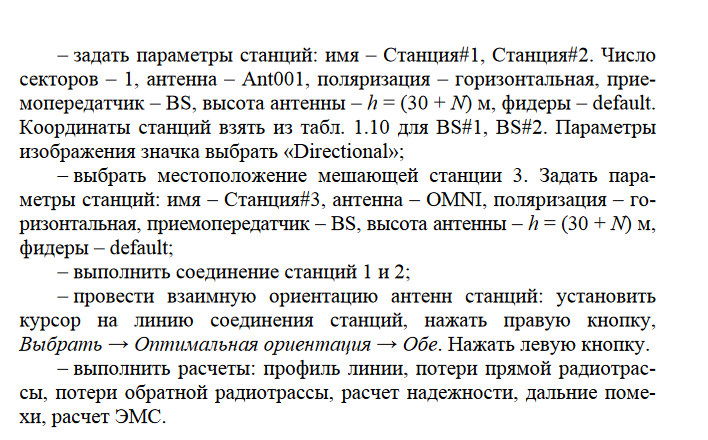 – задать параметры станций: имя – Станция#1, Станция#2. Число
секторов – 1, антенна – Ant001, поляризация – горизонтальная, прие-
мопередатчик – BS, высота антенны – h = (30 + N) м, фидеры – default.
Координаты станций взять из табл. 1.10 для BS#1, BS#2. Параметры
изображения значка выбрать «Directional»;
– выбрать местоположение мешающей станции 3. Задать пара-
метры станций: имя – Станция#3, антенна – OMNI, поляризация – го-
ризонтальная, приемопередатчик – BS, высота антенны – h = (30 + N) м,
фидеры – default;
– выполнить соединение станций 1 и 2;
– провести взаимную ориентацию антенн станций: установить
курсор на линию соединения станций, нажать правую кнопку,
Выбрать → Оптимальная ориентация → Обе. Нажать левую кнопку.
– выполнить расчеты: профиль линии, потери прямой радиотрас-
сы, потери обратной радиотрассы, расчет надежности, дальние поме-
хи, расчет ЭМС.